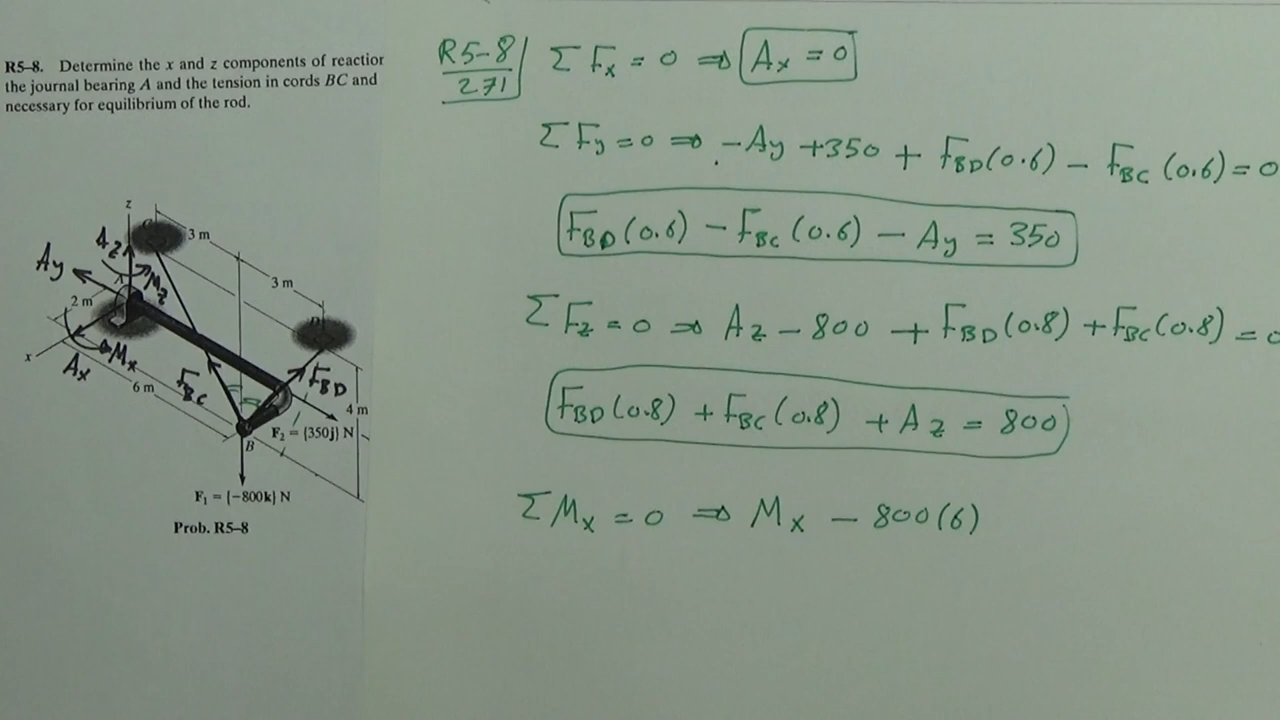 R5–8. Determine the x and z components of reaction
the journal bearing A and the tension in cords BC and
necessary for equilibrium of the rod.
z
C
3 m
Az
Ay
Mz
A
3 m
2 m
D
x
Mx
Ax
FBC
FBD
6 m
4 m
F₂ = {350j} N
B
F₁ = {−800k} N
Prob. R5–8
R5-8
271
Σ Fx = 0 ⇒ Ax = 0
Σ Fy = 0 ⇒ -Ay +350 + FBD(0.6) - FBC (0.6) = 0
FBD (0.6) - FBC (0.6) - Ay = 350
Σ Fz = 0 ⇒ Az - 800 + FBD(0.8) + FBC(0.8) = 0
FBD(0.8) + FBC(0.8) + Az = 800
Σ Mx = 0 ⇒ Mx - 800(6)